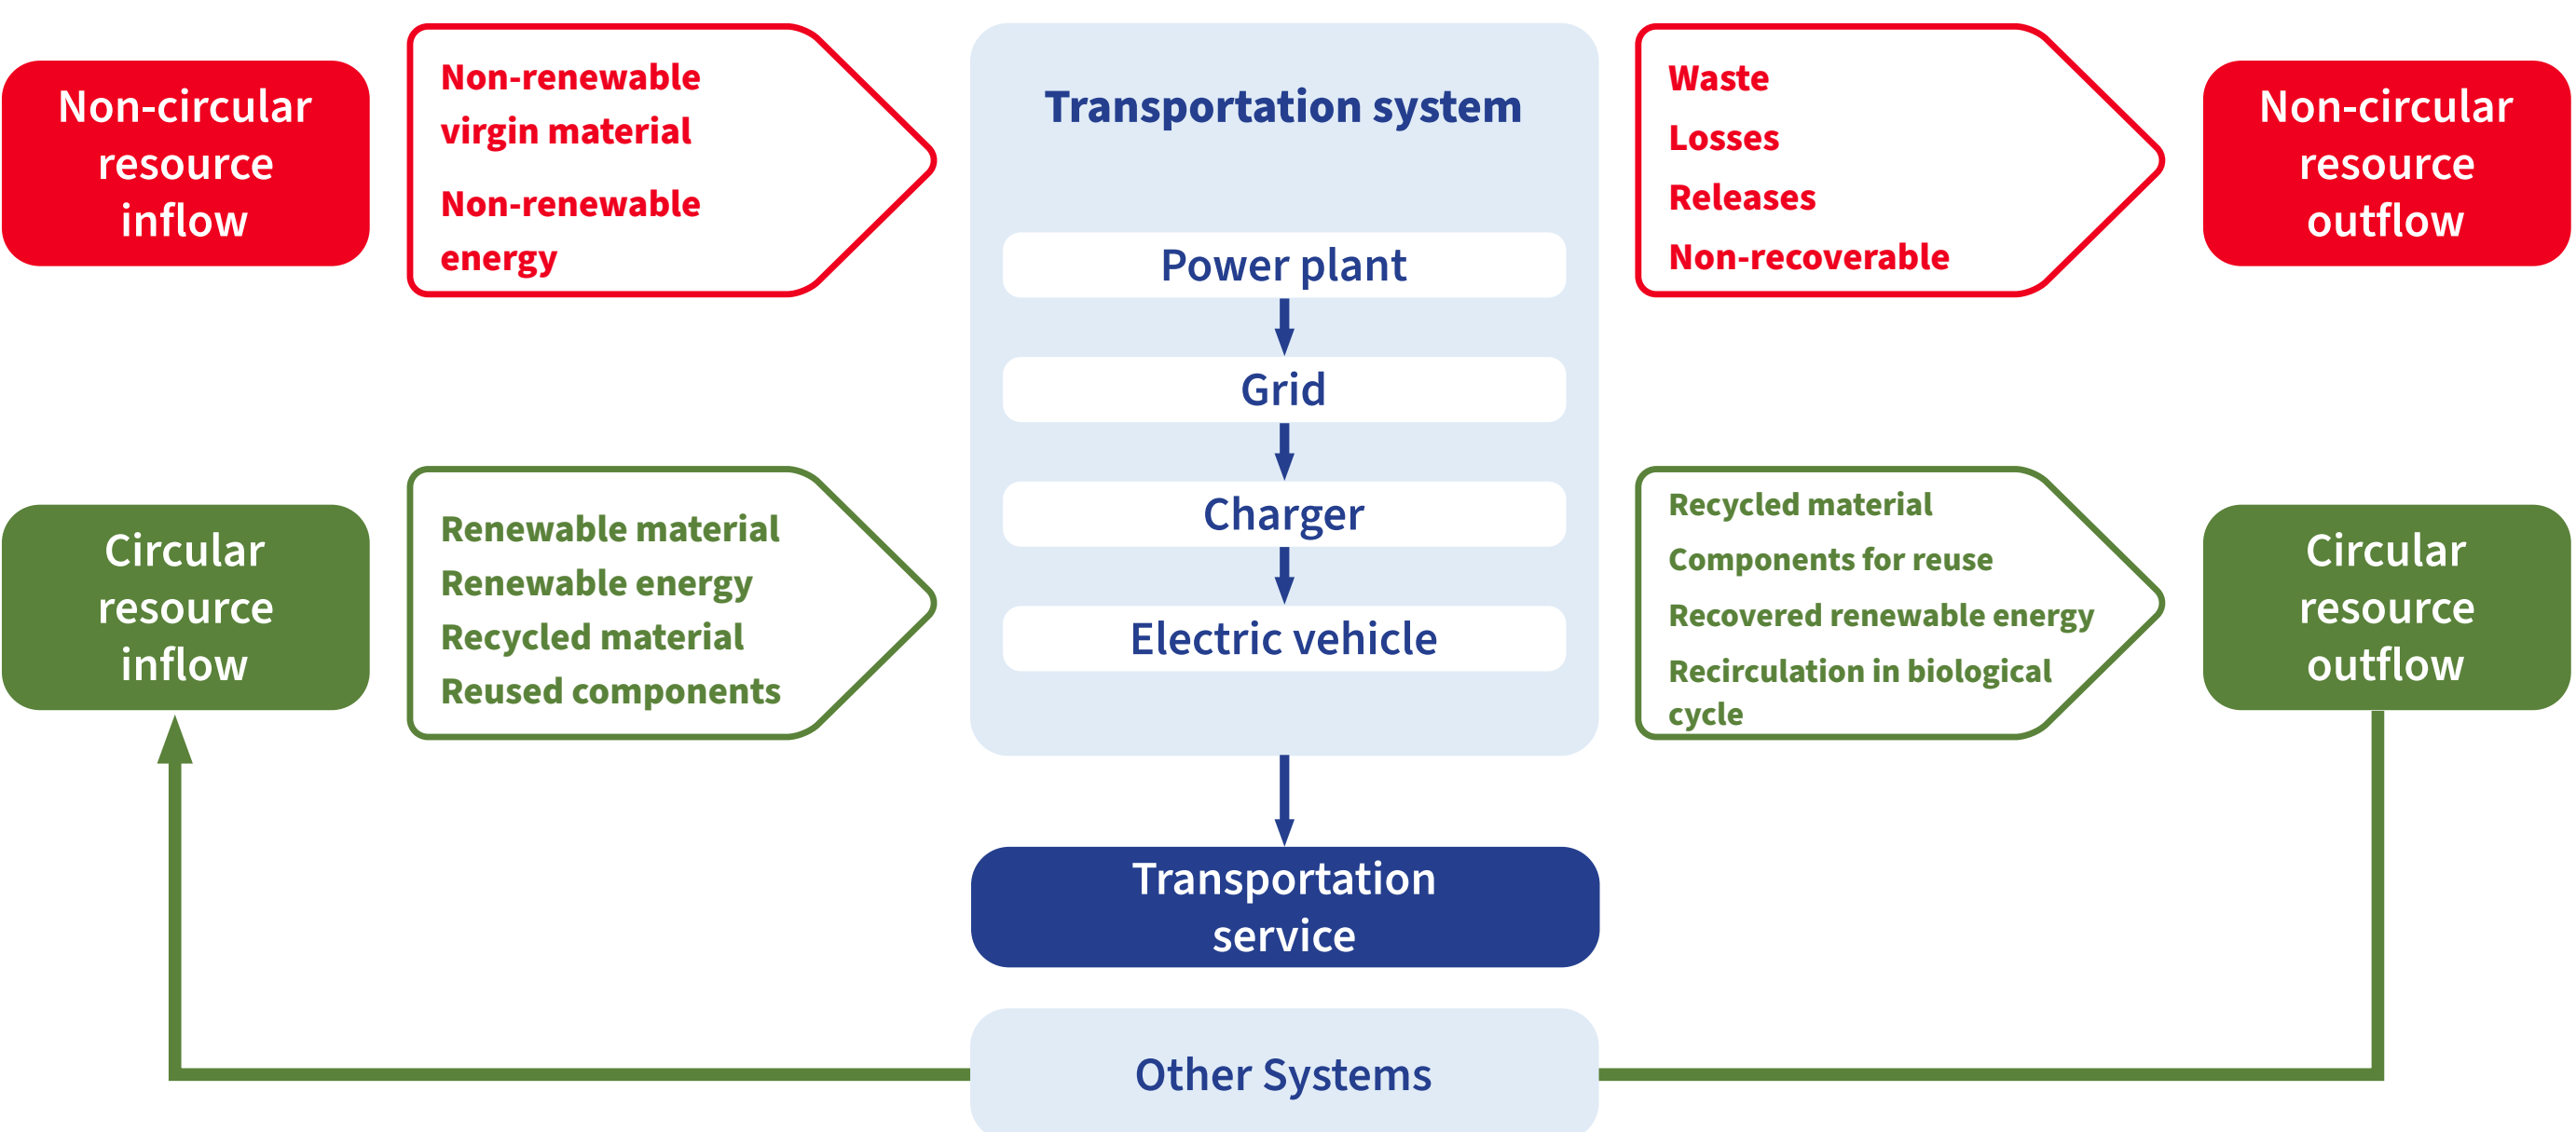 Non-circular
resource
inflow
Non-renewable
virgin material
Non-renewable
energy
Transportation system
Power plant
Grid
Charger
Electric vehicle
Waste
Losses
Releases
Non-recoverable
Non-circular
resource
outflow
Circular
resource
inflow
Renewable material
Renewable energy
Recycled material
Reused components
Recycled material
Components for reuse
Recovered renewable energy
Recirculation in biological
cycle
Circular
resource
outflow
Transportation
service
Other Systems